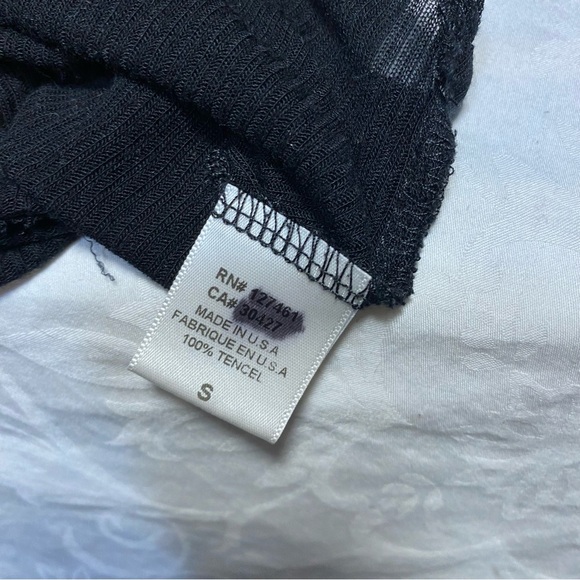 RN# 127461
CA# 30427
MADE IN U.S.A
FABRIQUE EN U.S.A
100% TENCEL
S